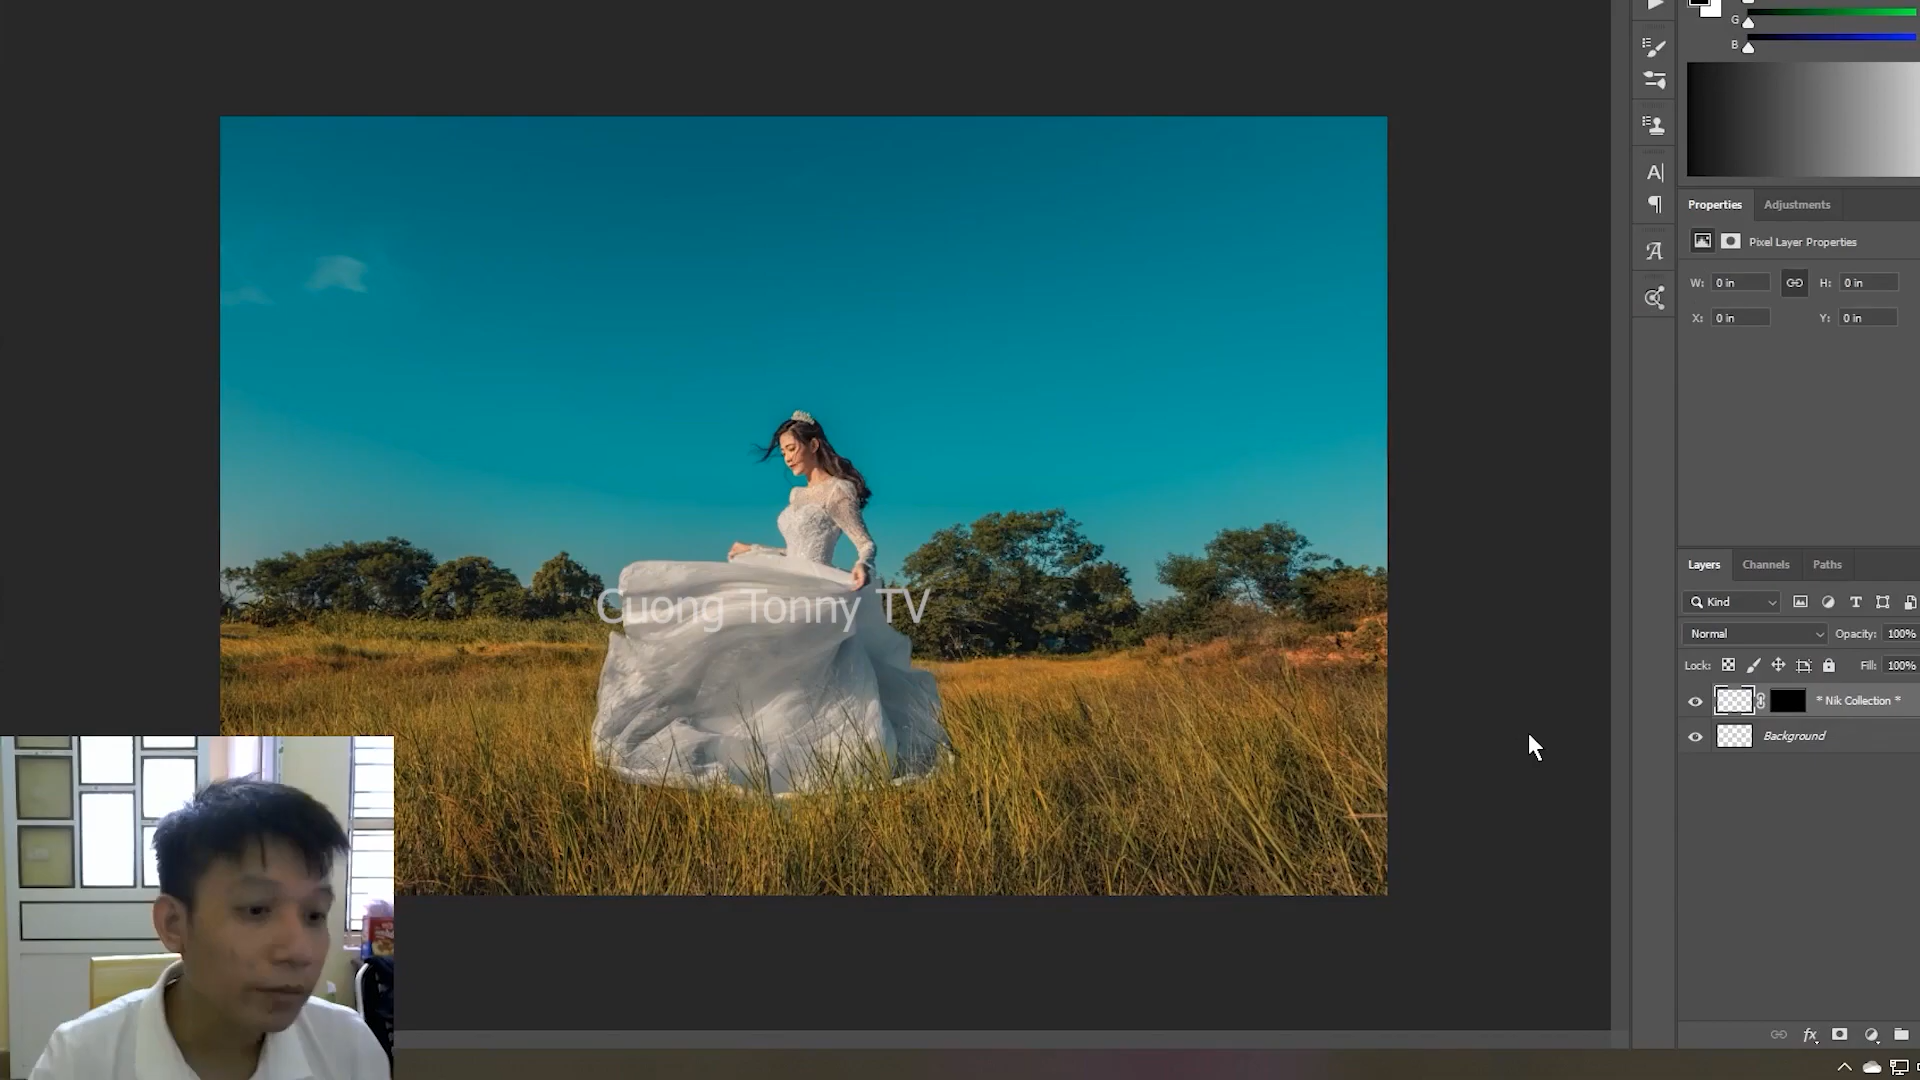 G
B
Properties
Adjustments
Pixel Layer Properties
W: 0 in
H: 0 in
X: 0 in
Y: 0 in
Cuong Tonny TV
Layers
Channels
Paths
Kind
Normal
Opacity: 100%
Lock:
Fill: 100%
* Nik Collection *
Background
fx